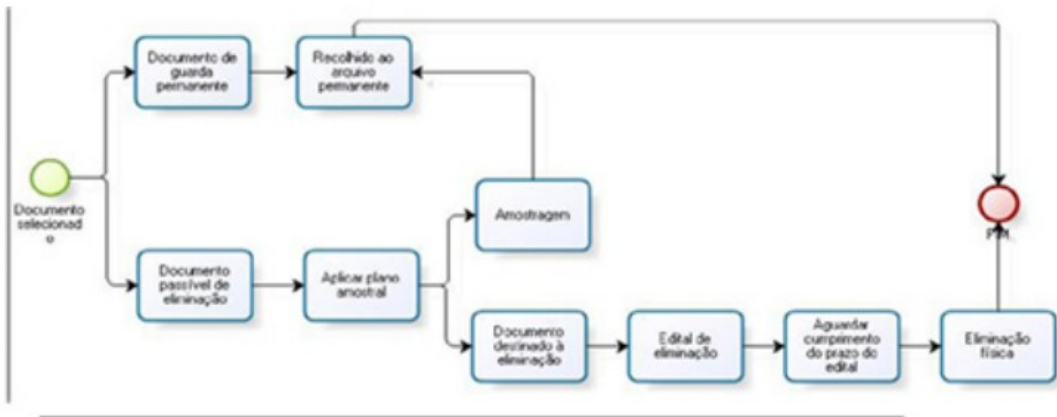 Documento de
guarda
permanente
Recolhido ao
arquivo
permanente
Documento
selecionad
o
Amostragem
Documento
passível de
eliminação
Aplicar plano
amostral
Documento
destinado à
eliminação
Edital de
eliminação
Aguardar
cumprimento
do prazo do
edital
Eliminação
física